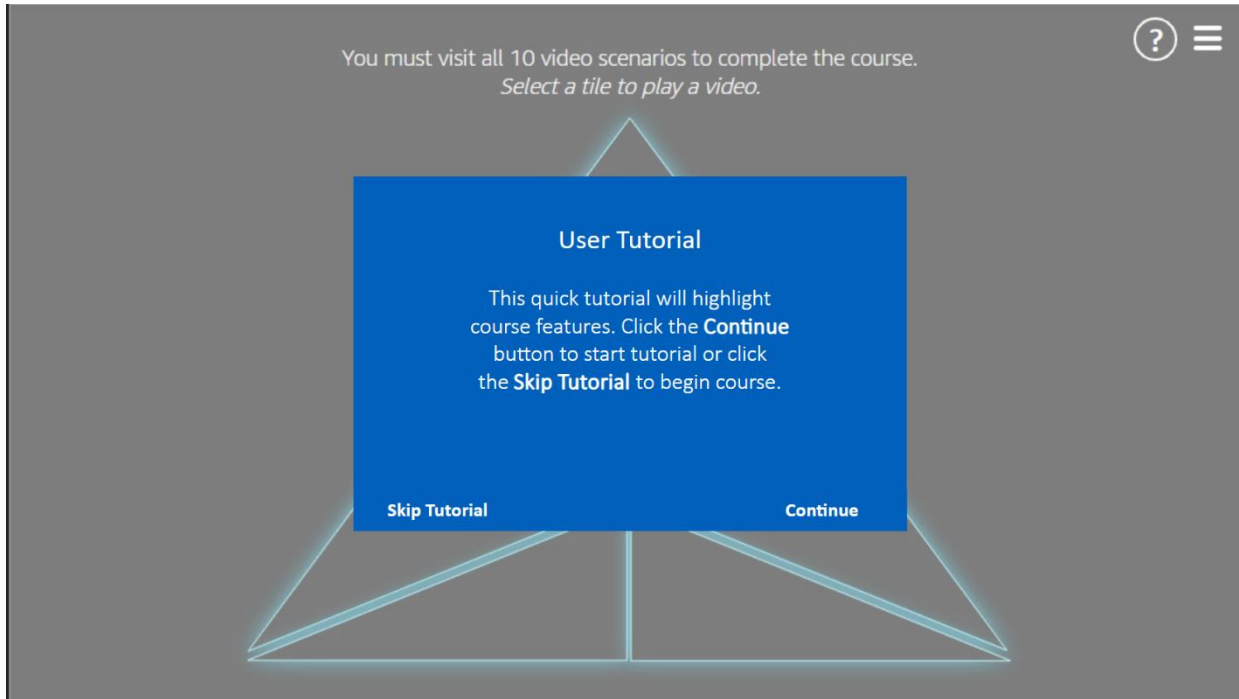 You must visit all 10 video scenarios to complete the course.
Select a tile to play a video.
?
User Tutorial
This quick tutorial will highlight
course features. Click the Continue
button to start tutorial or click
the Skip Tutorial to begin course.
Skip Tutorial
Continue